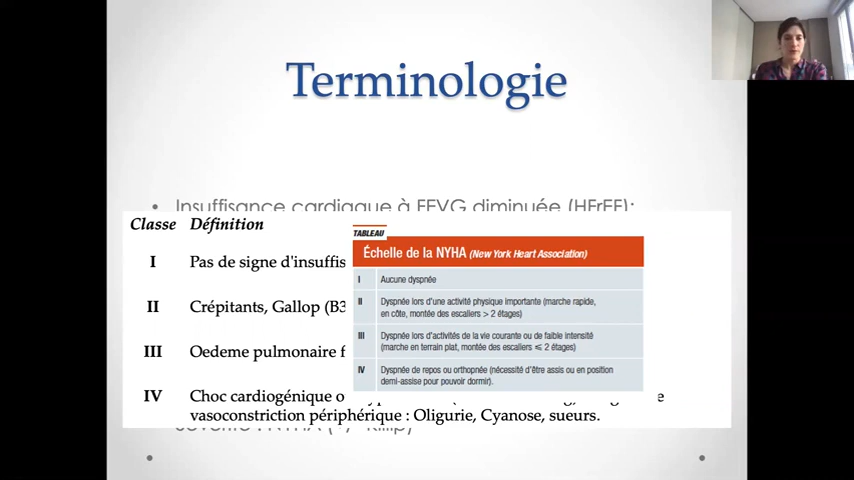 Terminologie
• Insuffisance cardiaque à FEVG diminuée (HFrEF):
Classe Définition
I Pas de signe d'insuffis
II Crépitants, Gallop (B3
III Oedeme pulmonaire f
IV Choc cardiogénique o
vasoconstriction périphérique : Oligurie, Cyanose, sueurs.
TABLEAU
Échelle de la NYHA (New York Heart Association)
I Aucune dyspnée
II Dyspnée lors d'une activité physique importante (marche rapide,
en côte, montée des escaliers > 2 étages)
III Dyspnée lors d'activités de la vie courante ou de faible intensité
(marche en terrain plat, montée des escaliers ⩽ 2 étages)
IV Dyspnée de repos ou orthopnée (nécessité d'être assis ou en position
demi-assise pour pouvoir dormir).